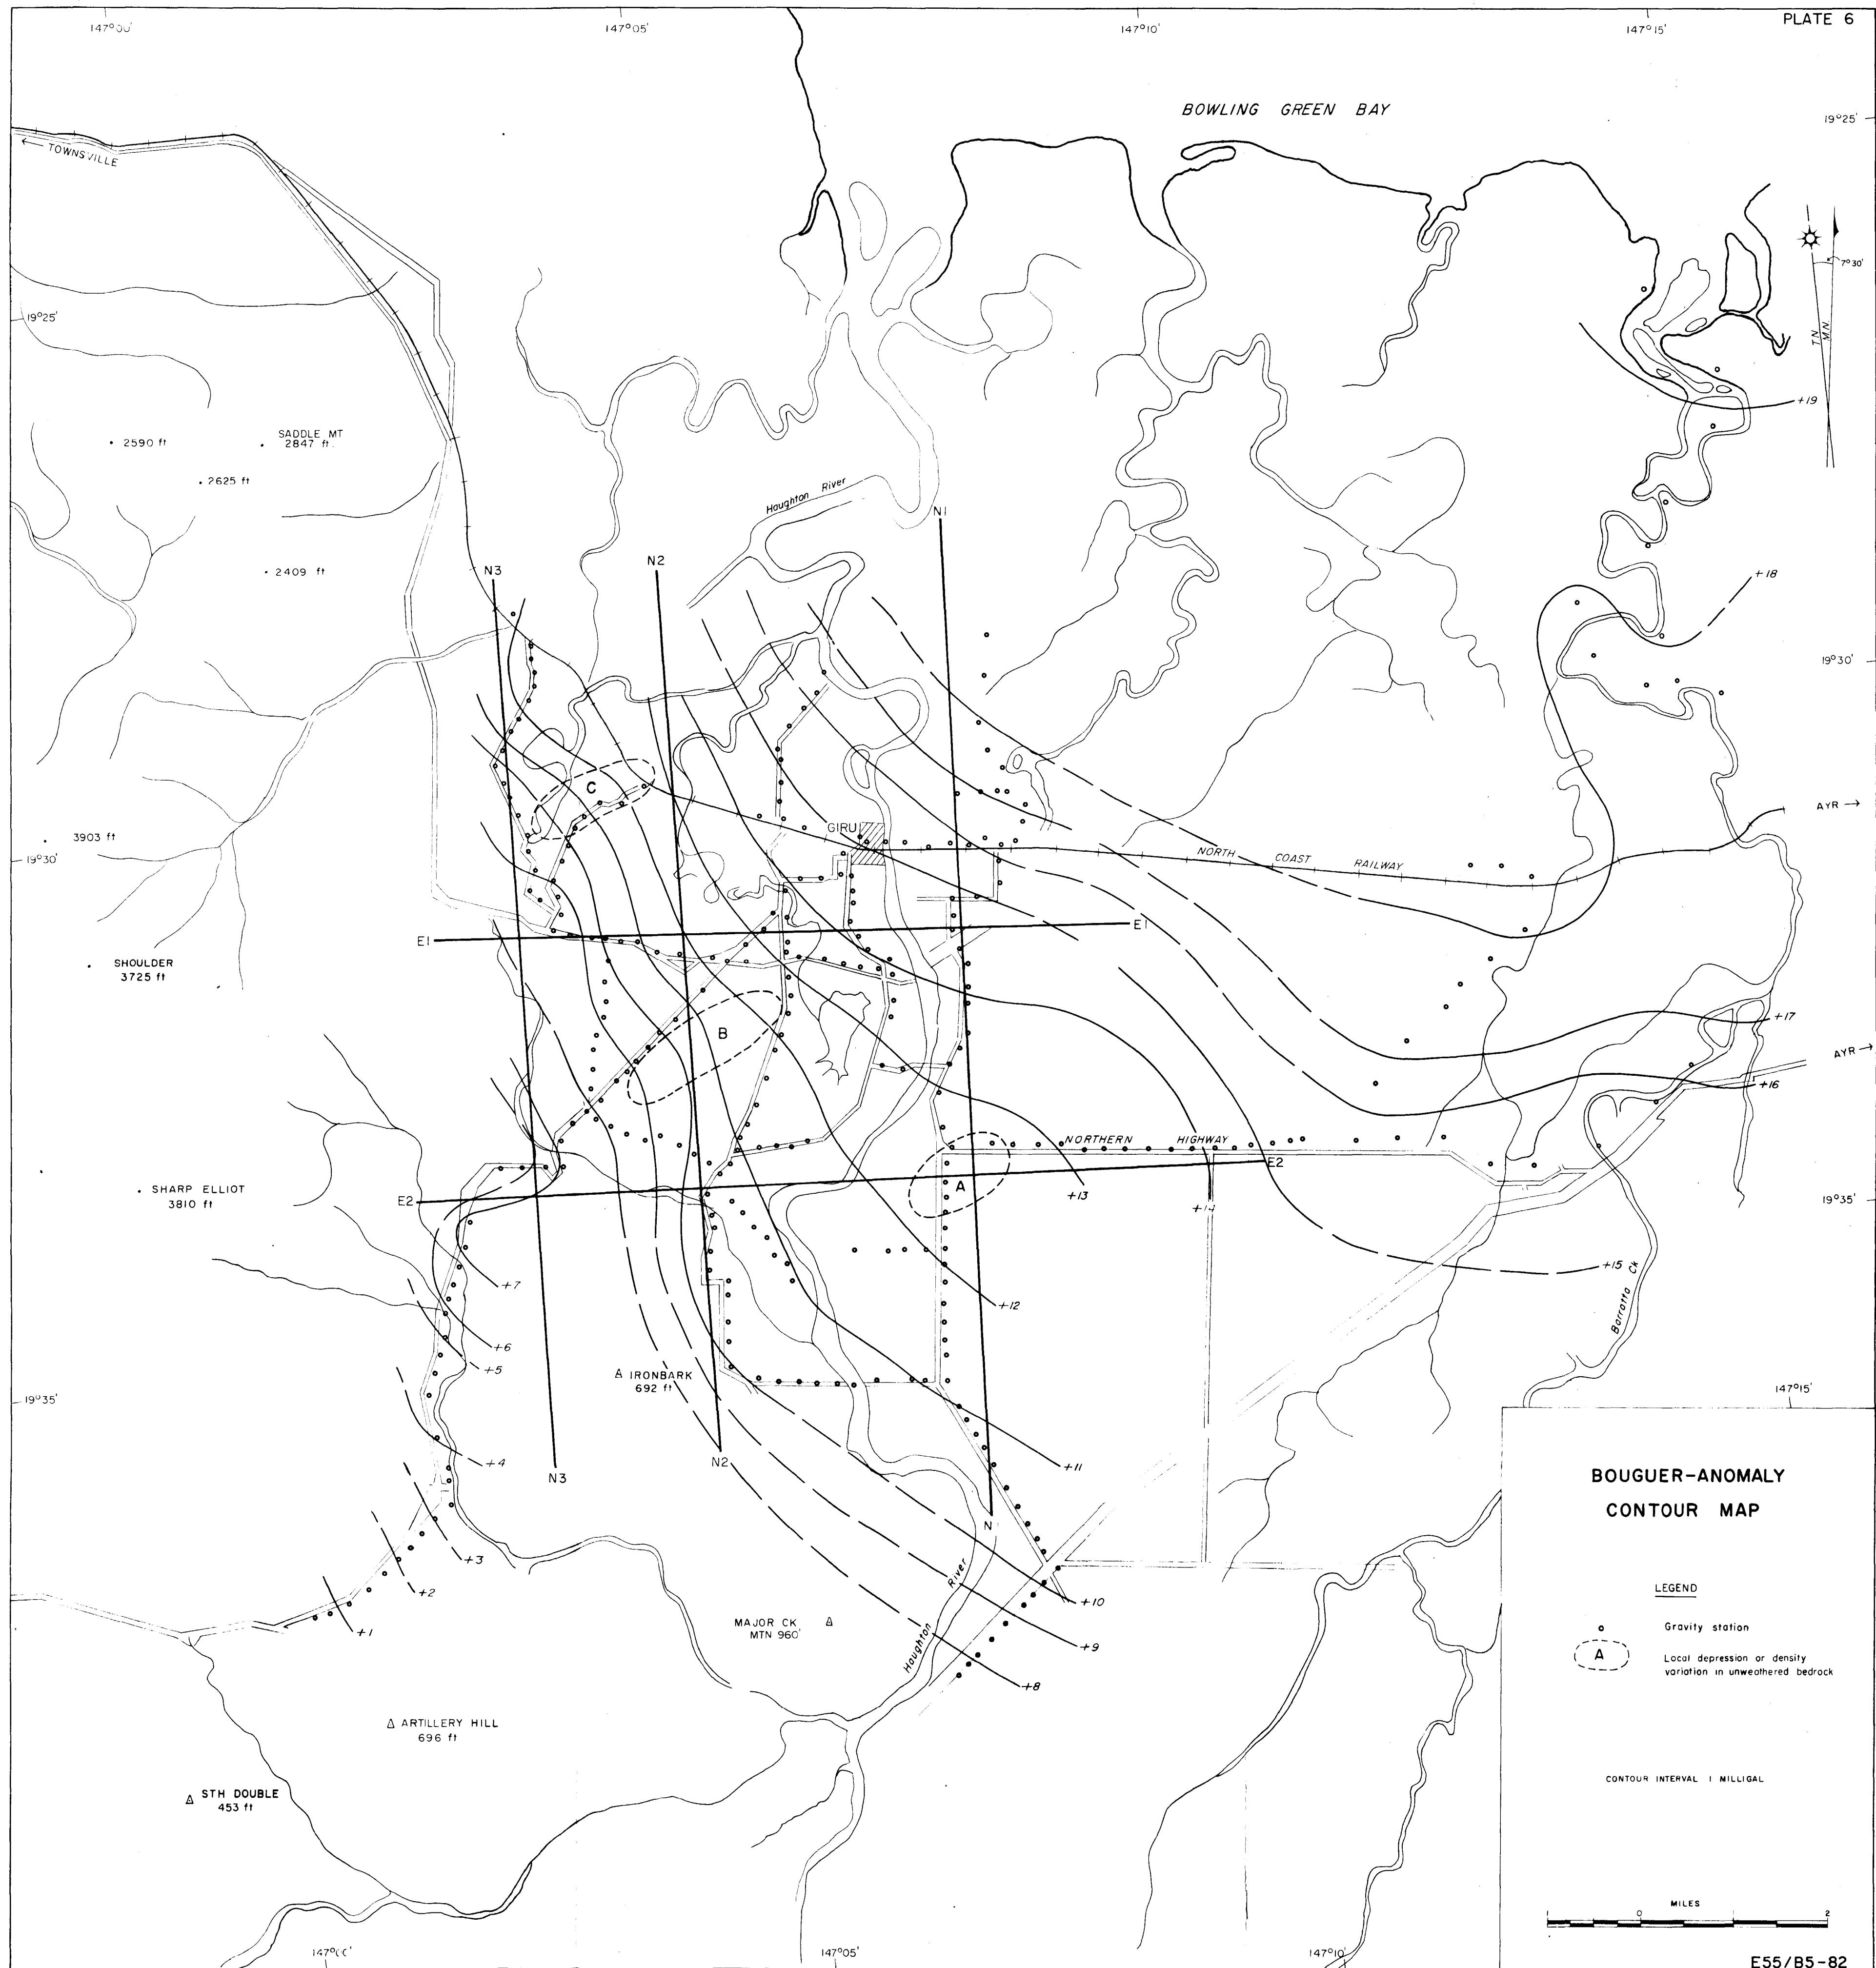 PLATE 6
147°00'
147°05'
147°10'
147°15'
BOWLING GREEN BAY
19°25'
← TOWNSVILLE
7°30'
T.N.
M.N.
19°25'
+19
SADDLE MT
2847 ft.
2590 ft
2625 ft
Haughton River
N1
N2
N3
2409 ft
+18
19°30'
C
AYR →
GIRU
3903 ft
19°30'
NORTH COAST RAILWAY
E1
E1
SHOULDER
3725 ft
B
+17
AYR →
+16
NORTHERN HIGHWAY
E2
A
SHARP ELLIOT
3810 ft
E2
+13
+14
19°35'
+7
+15
Barratta Ck
+12
+6
+5
IRONBARK
692 ft
19°35'
147°15'
+4
N3
N2
+11
BOUGUER-ANOMALY
CONTOUR MAP
N
+3
+2
River
Haughton
+10
LEGEND
+1
MAJOR CK
MTN 960'
+9
Gravity station
A
Local depression or density
variation in unweathered bedrock
+8
ARTILLERY HILL
696 ft
CONTOUR INTERVAL 1 MILLIGAL
STH DOUBLE
453 ft
MILES
1 0 2
147°00'
147°05'
147°10'
E55/B5-82